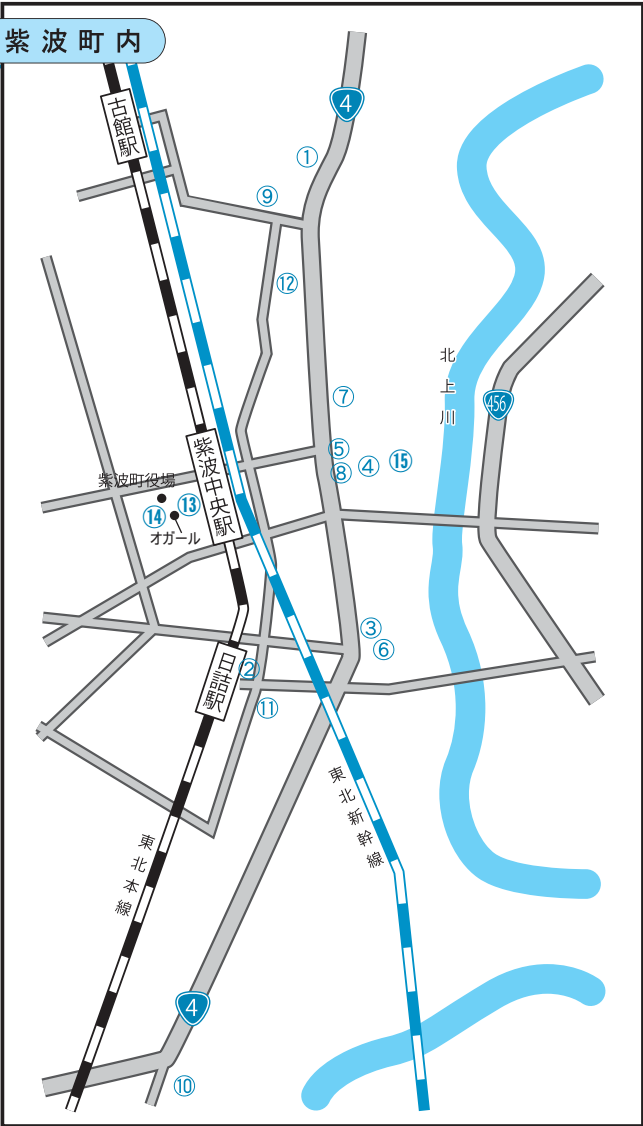 紫波町内
4
古館駅
①
⑨
⑫
北上川
⑦
456
⑤
④
⑮
⑧
紫波中央駅
紫波町役場
⑬
⑭
オガール
③
⑥
日詰駅
②
⑪
東北新幹線
東北本線
4
⑩